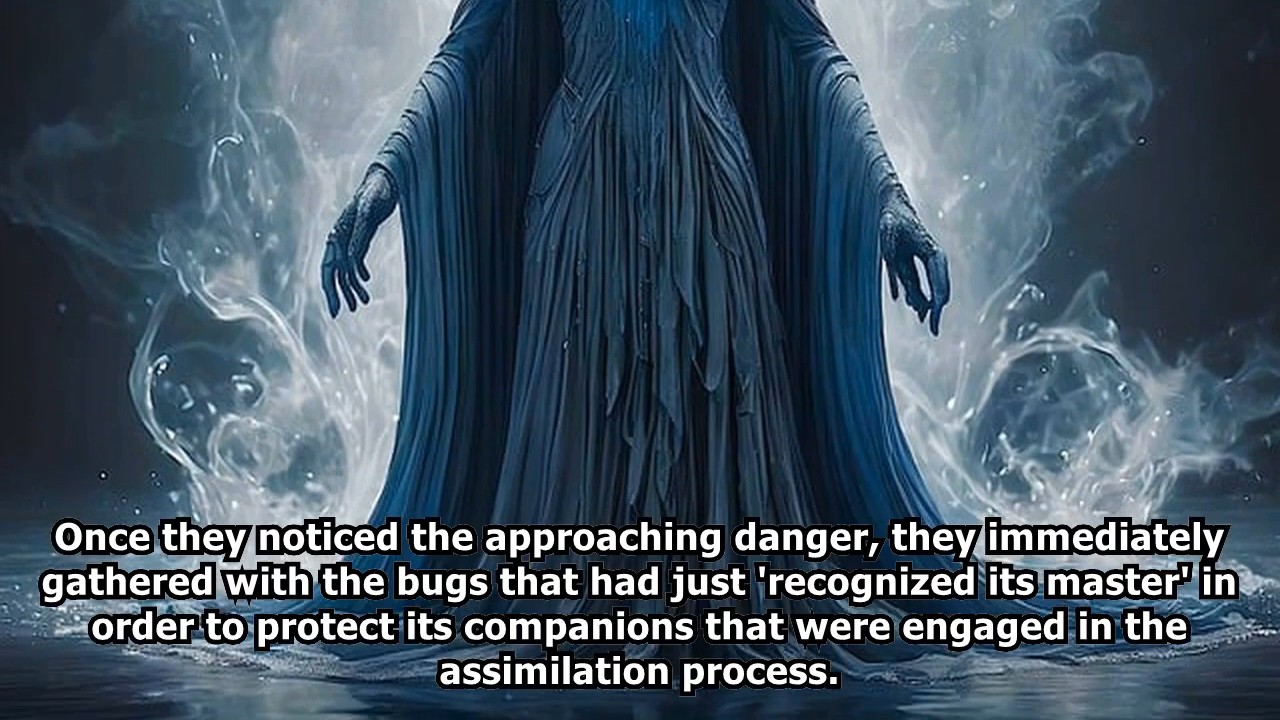 Once they noticed the approaching danger, they immediately
gathered with the bugs that had just 'recognized its master' in
order to protect its companions that were engaged in the
assimilation process.